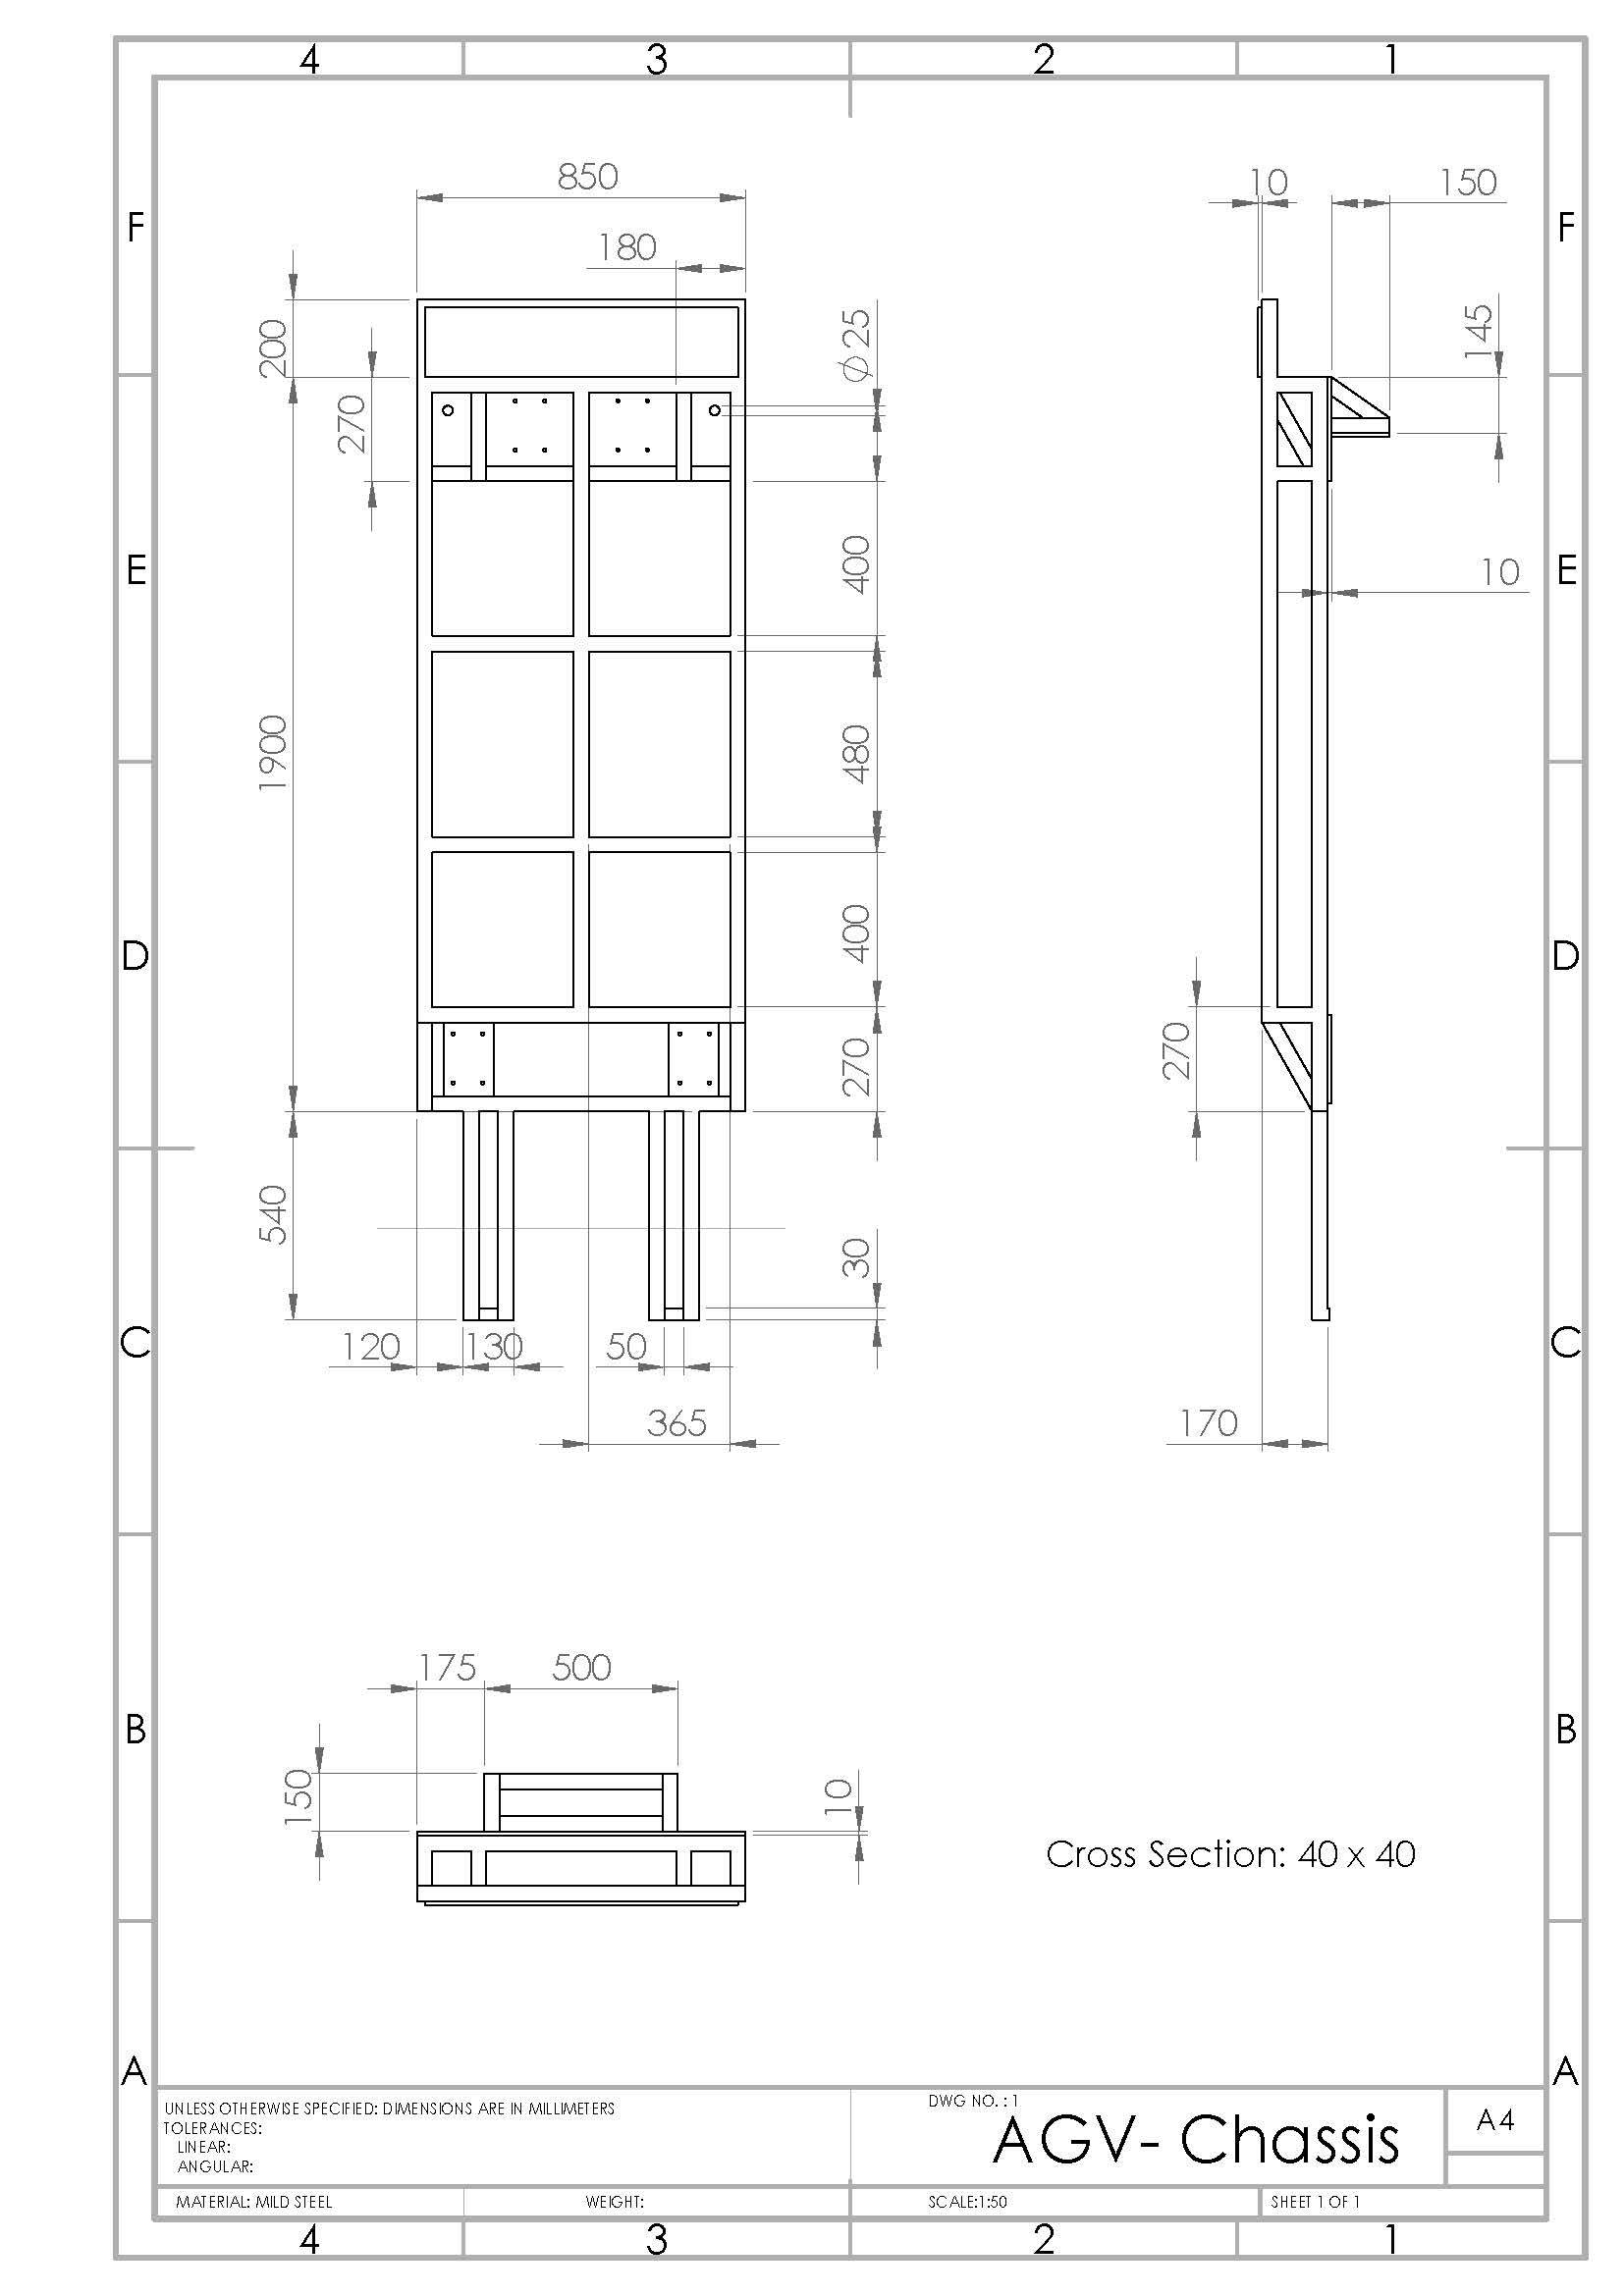 4 3 2 1
850
10 150
F F
180
200
Ø 25
145
270
E 400 10 E
1900
480
D 400 D
270
270
540
30
C 120 130 50 C
365
170
175 500
B B
150
10
Cross Section: 40 x 40
A A
UNLESS OTHERWISE SPECIFIED: DIMENSIONS ARE IN MILLIMETERS
TOLERANCES:
LINEAR:
ANGULAR:
DWG NO. : 1
AGV- Chassis
A4
MATERIAL: MILD STEEL
WEIGHT:
SCALE:1:50
SHEET 1 OF 1
4 3 2 1